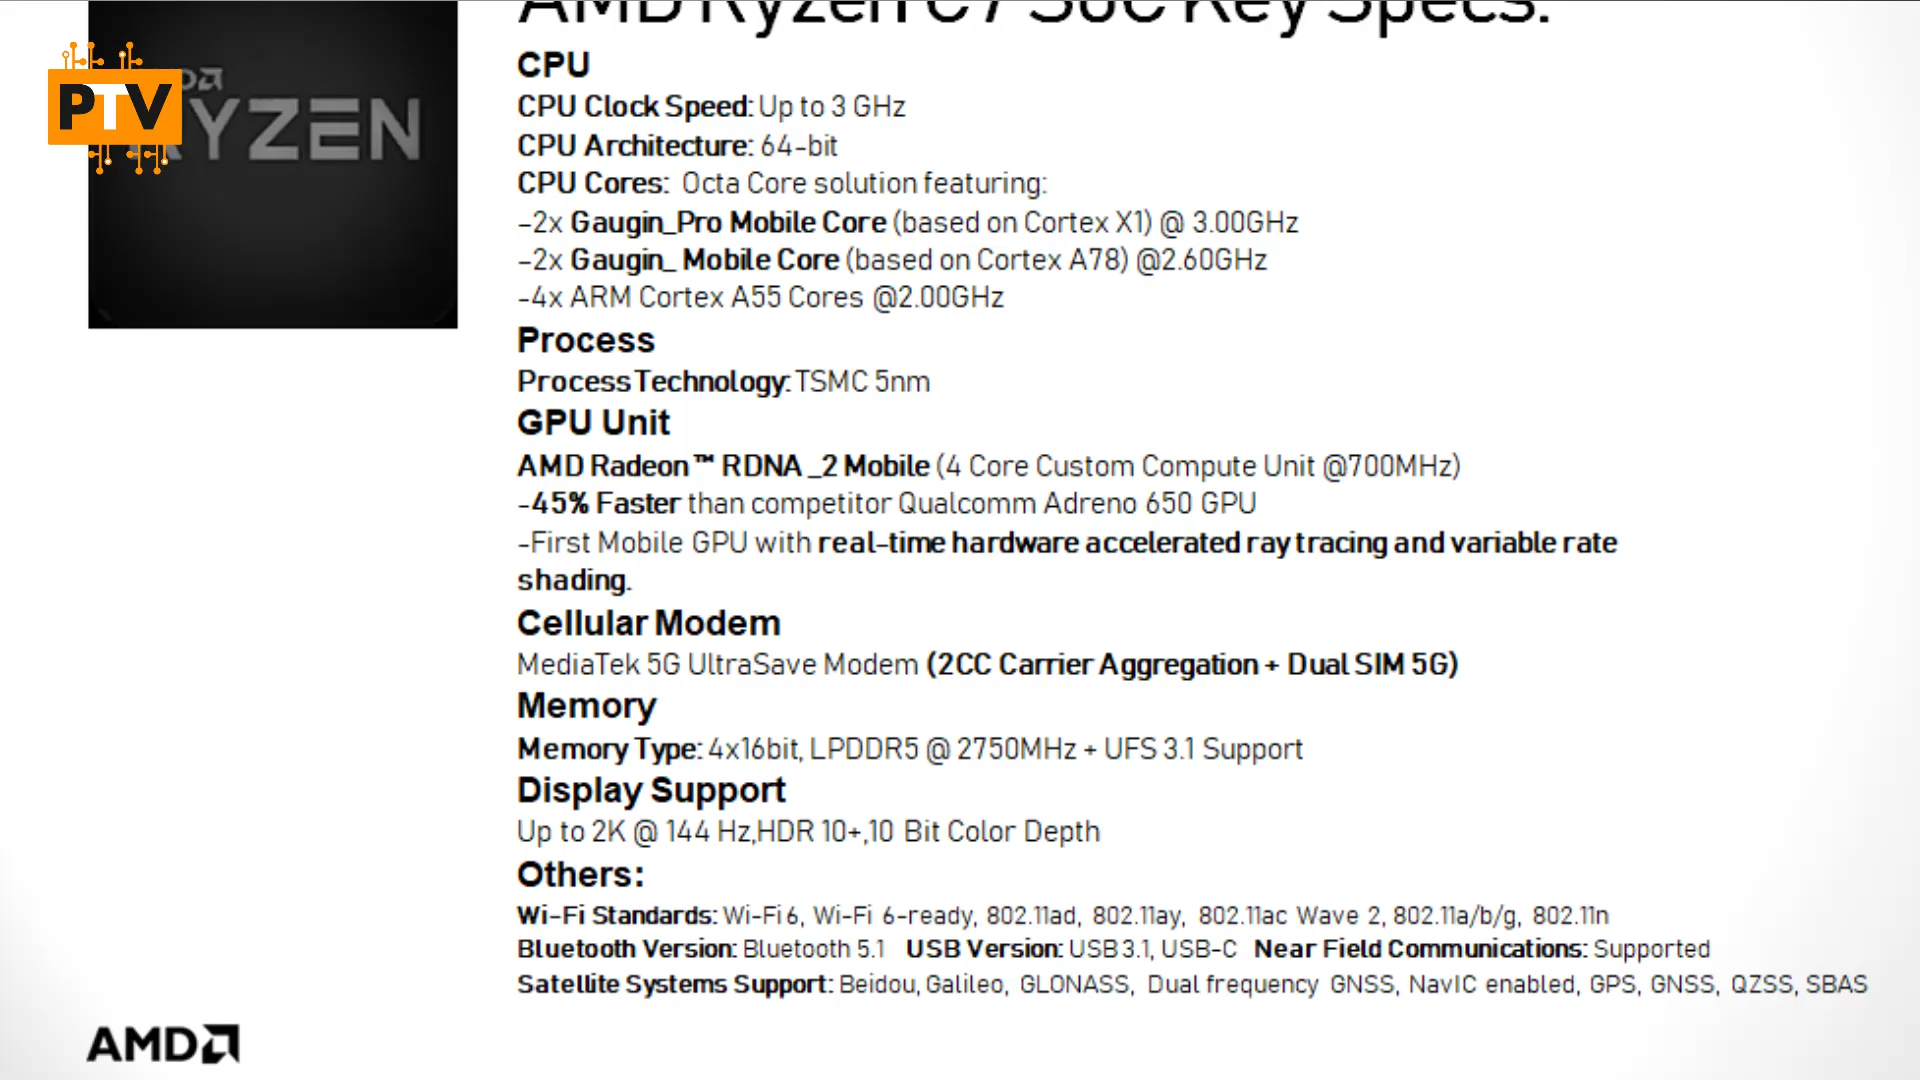 AMD Ryzen C7 SoC Key Specs:
PTV
YZEN
CPU
CPU Clock Speed: Up to 3 GHz
CPU Architecture: 64-bit
CPU Cores: Octa Core solution featuring:
-2x Gaugin_Pro Mobile Core (based on Cortex X1) @ 3.00GHz
-2x Gaugin_ Mobile Core (based on Cortex A78) @2.60GHz
-4x ARM Cortex A55 Cores @2.00GHz
Process
Process Technology: TSMC 5nm
GPU Unit
AMD Radeon™ RDNA _2 Mobile (4 Core Custom Compute Unit @700MHz)
-45% Faster than competitor Qualcomm Adreno 650 GPU
-First Mobile GPU with real-time hardware accelerated ray tracing and variable rate
shading.
Cellular Modem
MediaTek 5G UltraSave Modem (2CC Carrier Aggregation + Dual SIM 5G)
Memory
Memory Type: 4x16bit, LPDDR5 @ 2750MHz + UFS 3.1 Support
Display Support
Up to 2K @ 144 Hz,HDR 10+,10 Bit Color Depth
Others:
Wi-Fi Standards: Wi-Fi 6, Wi-Fi 6-ready, 802.11ad, 802.11ay, 802.11ac Wave 2, 802.11a/b/g, 802.11n
Bluetooth Version: Bluetooth 5.1 USB Version: USB 3.1, USB-C Near Field Communications: Supported
Satellite Systems Support: Beidou, Galileo, GLONASS, Dual frequency GNSS, NavIC enabled, GPS, GNSS, QZSS, SBAS
AMD